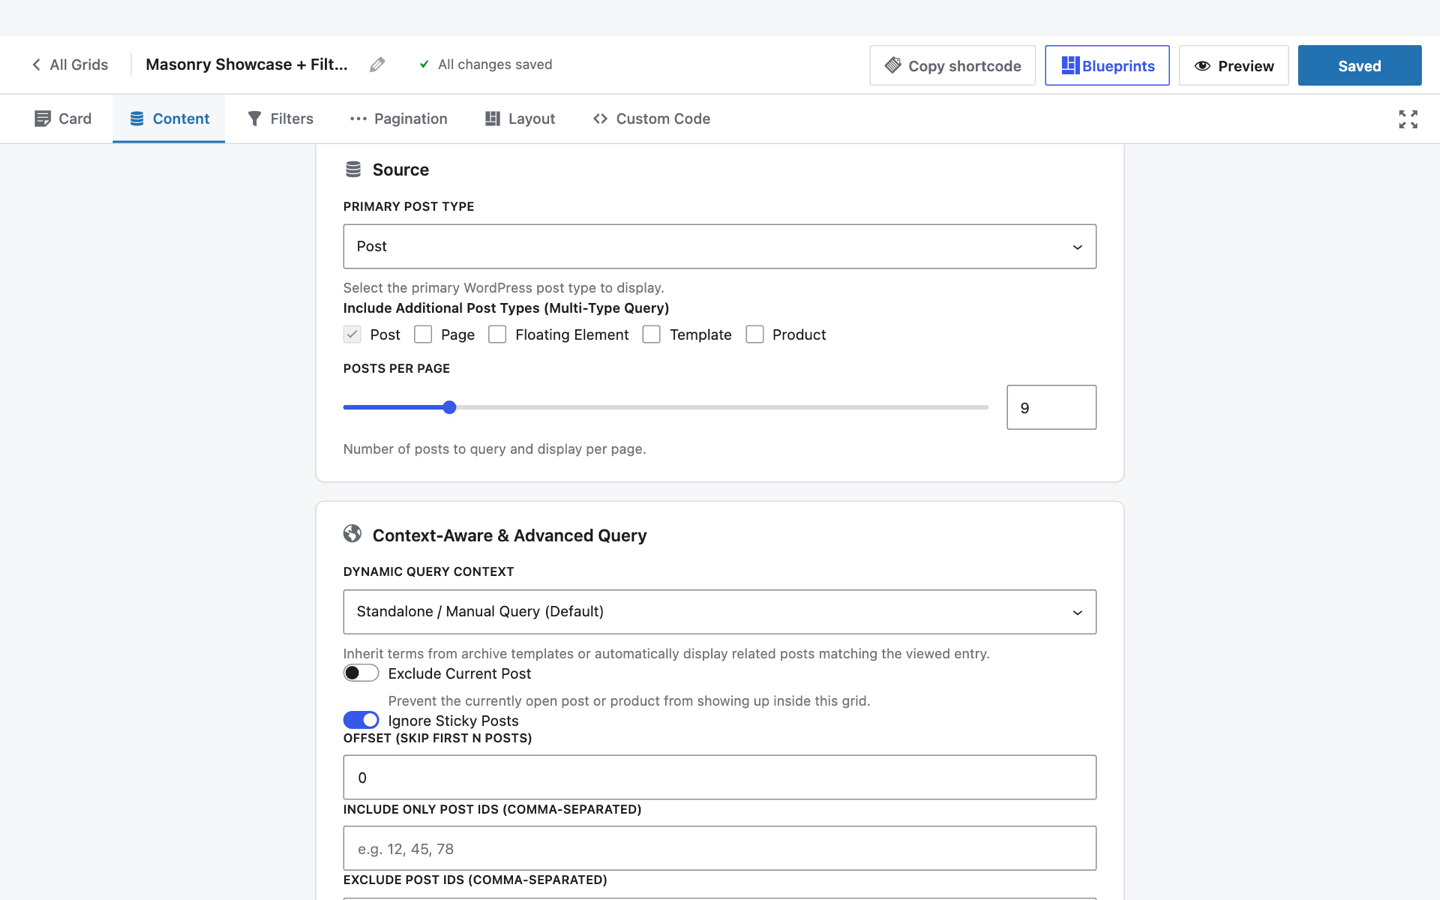 All Grids
Masonry Showcase + Filt...
All changes saved
Copy shortcode
Blueprints
Preview
Saved
Card
Content
Filters
Pagination
Layout
Custom Code
Source
PRIMARY POST TYPE
Post
Select the primary WordPress post type to display.
Include Additional Post Types (Multi-Type Query)
Post Page Floating Element Template Product
POSTS PER PAGE
9
Number of posts to query and display per page.
Context-Aware & Advanced Query
DYNAMIC QUERY CONTEXT
Standalone / Manual Query (Default)
Inherit terms from archive templates or automatically display related posts matching the viewed entry.
Exclude Current Post
Prevent the currently open post or product from showing up inside this grid.
Ignore Sticky Posts
OFFSET (SKIP FIRST N POSTS)
0
INCLUDE ONLY POST IDS (COMMA-SEPARATED)
e.g. 12, 45, 78
EXCLUDE POST IDS (COMMA-SEPARATED)